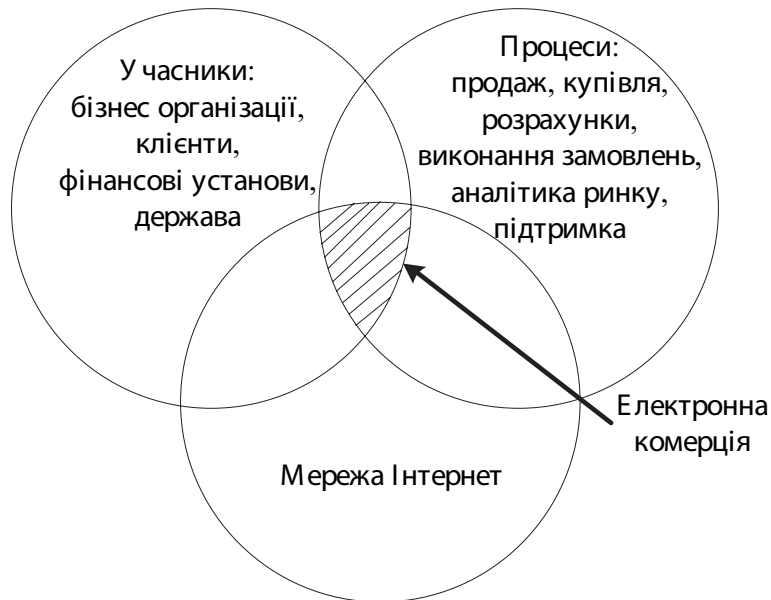 Учасники:
бізнес організації,
клієнти,
фінансові установи,
держава
Процеси:
продаж, купівля,
розрахунки,
виконання замовлень,
аналітика ринку,
підтримка
Електронна
комерція
Мережа Інтернет